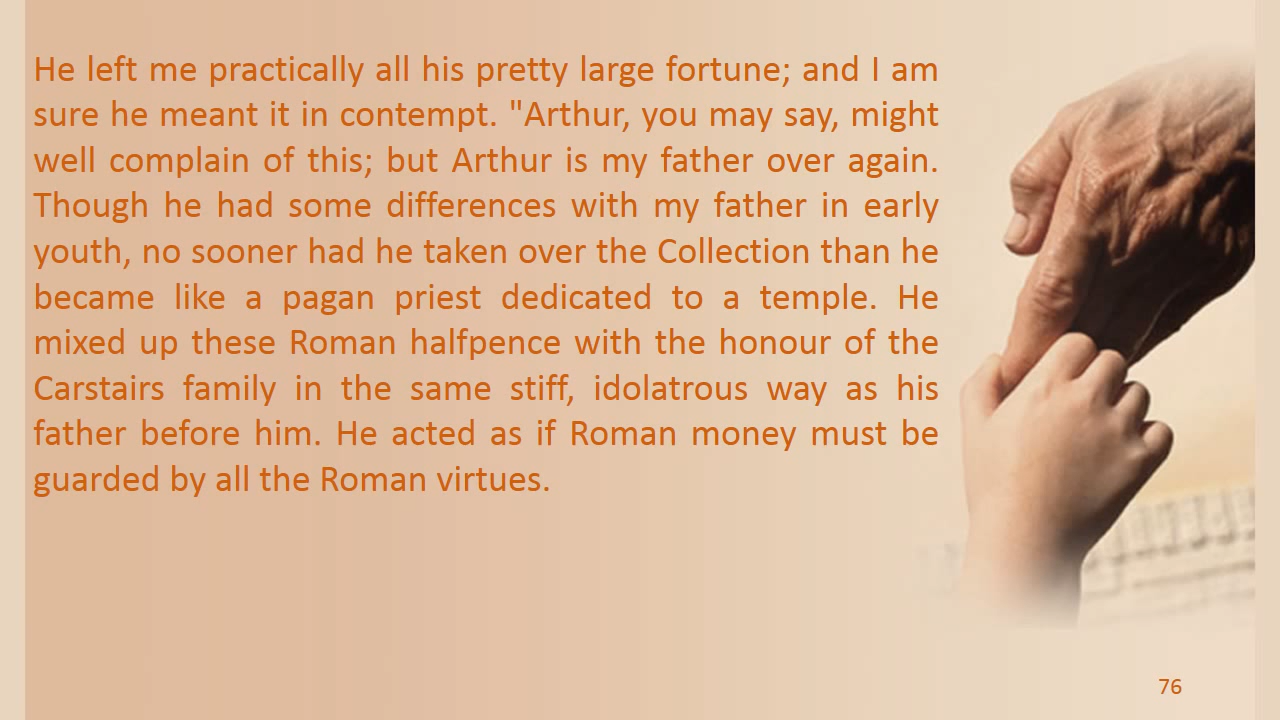 He left me practically all his pretty large fortune; and I am
sure he meant it in contempt. "Arthur, you may say, might
well complain of this; but Arthur is my father over again.
Though he had some differences with my father in early
youth, no sooner had he taken over the Collection than he
became like a pagan priest dedicated to a temple. He
mixed up these Roman halfpence with the honour of the
Carstairs family in the same stiff, idolatrous way as his
father before him. He acted as if Roman money must be
guarded by all the Roman virtues.
76